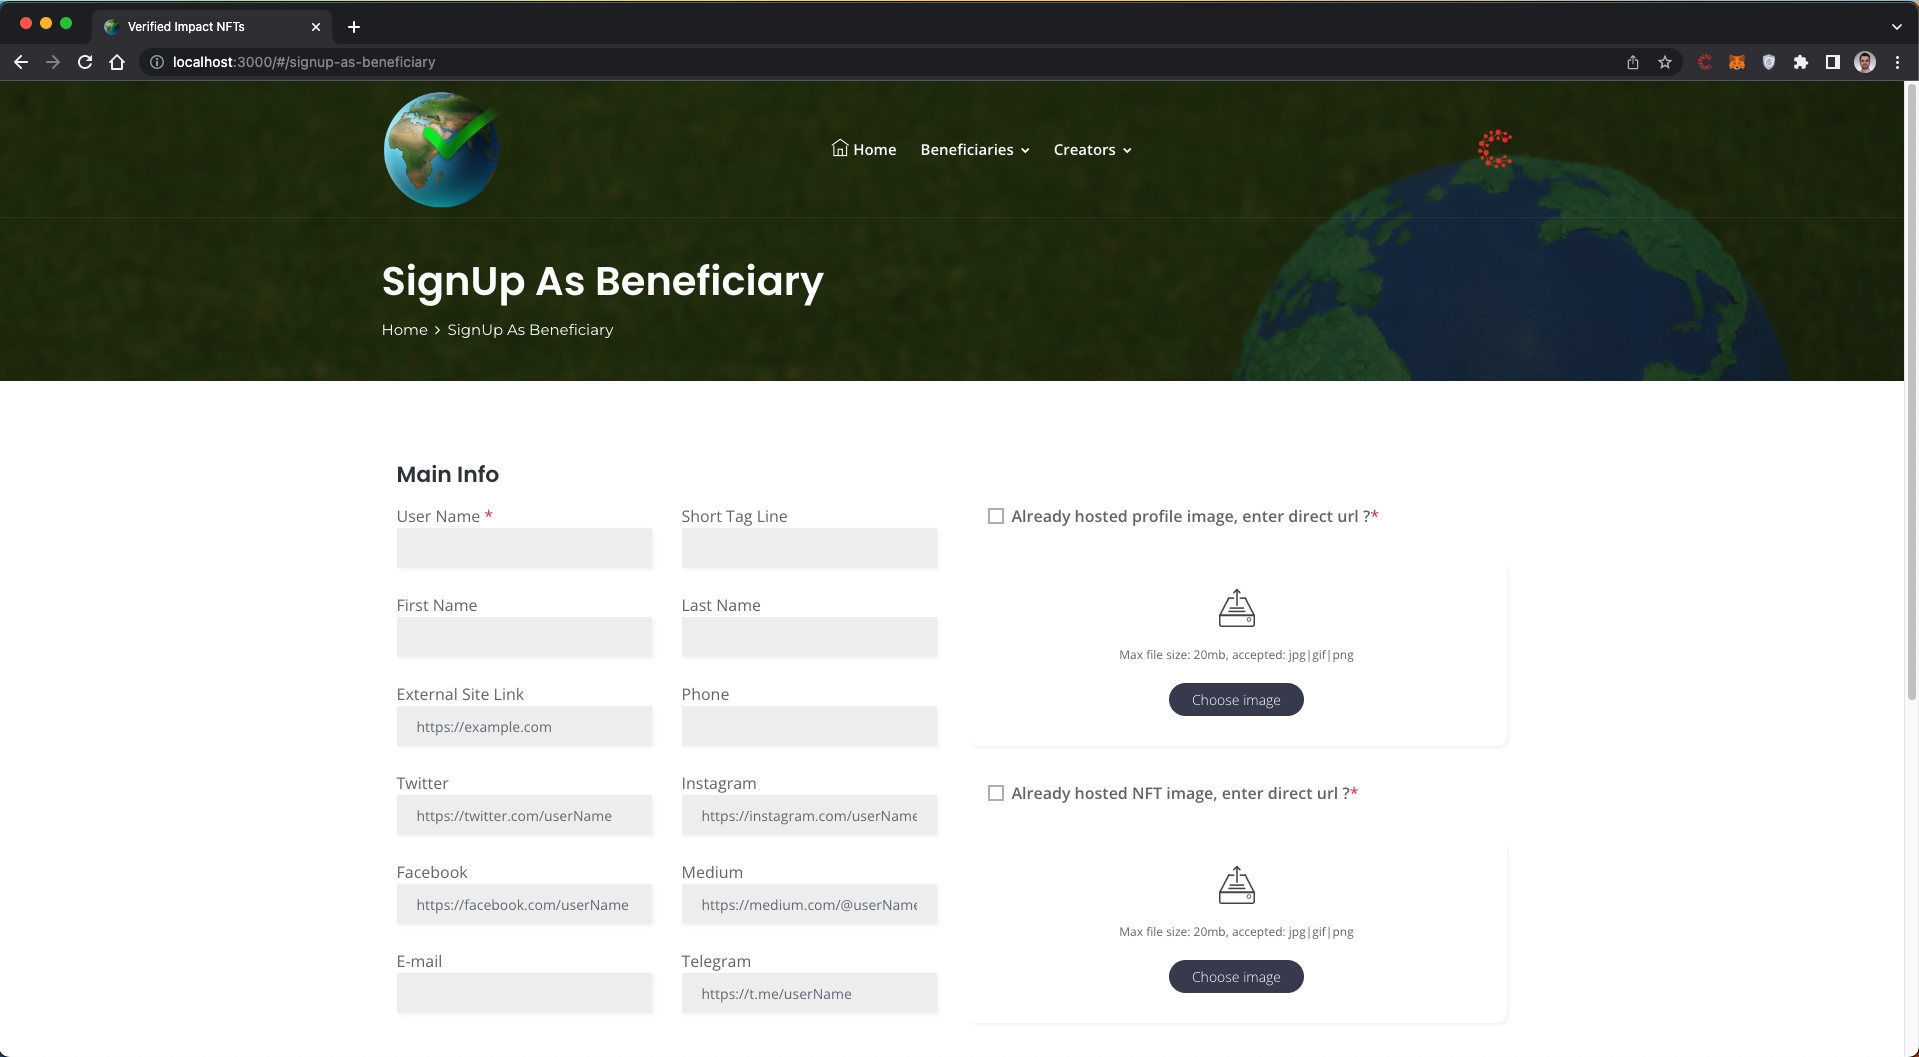 Verified Impact NFTs
localhost:3000/#/signup-as-beneficiary
Home Beneficiaries Creators
SignUp As Beneficiary
Home > SignUp As Beneficiary
Main Info
User Name *
Short Tag Line
First Name
Last Name
External Site Link
https://example.com
Phone
Twitter
https://twitter.com/userName
Instagram
https://instagram.com/userName
Facebook
https://facebook.com/userName
Medium
https://medium.com/@userName
E-mail
Telegram
https://t.me/userName
Already hosted profile image, enter direct url ?*
Max file size: 20mb, accepted: jpg|gif|png
Choose image
Already hosted NFT image, enter direct url ?*
Max file size: 20mb, accepted: jpg|gif|png
Choose image